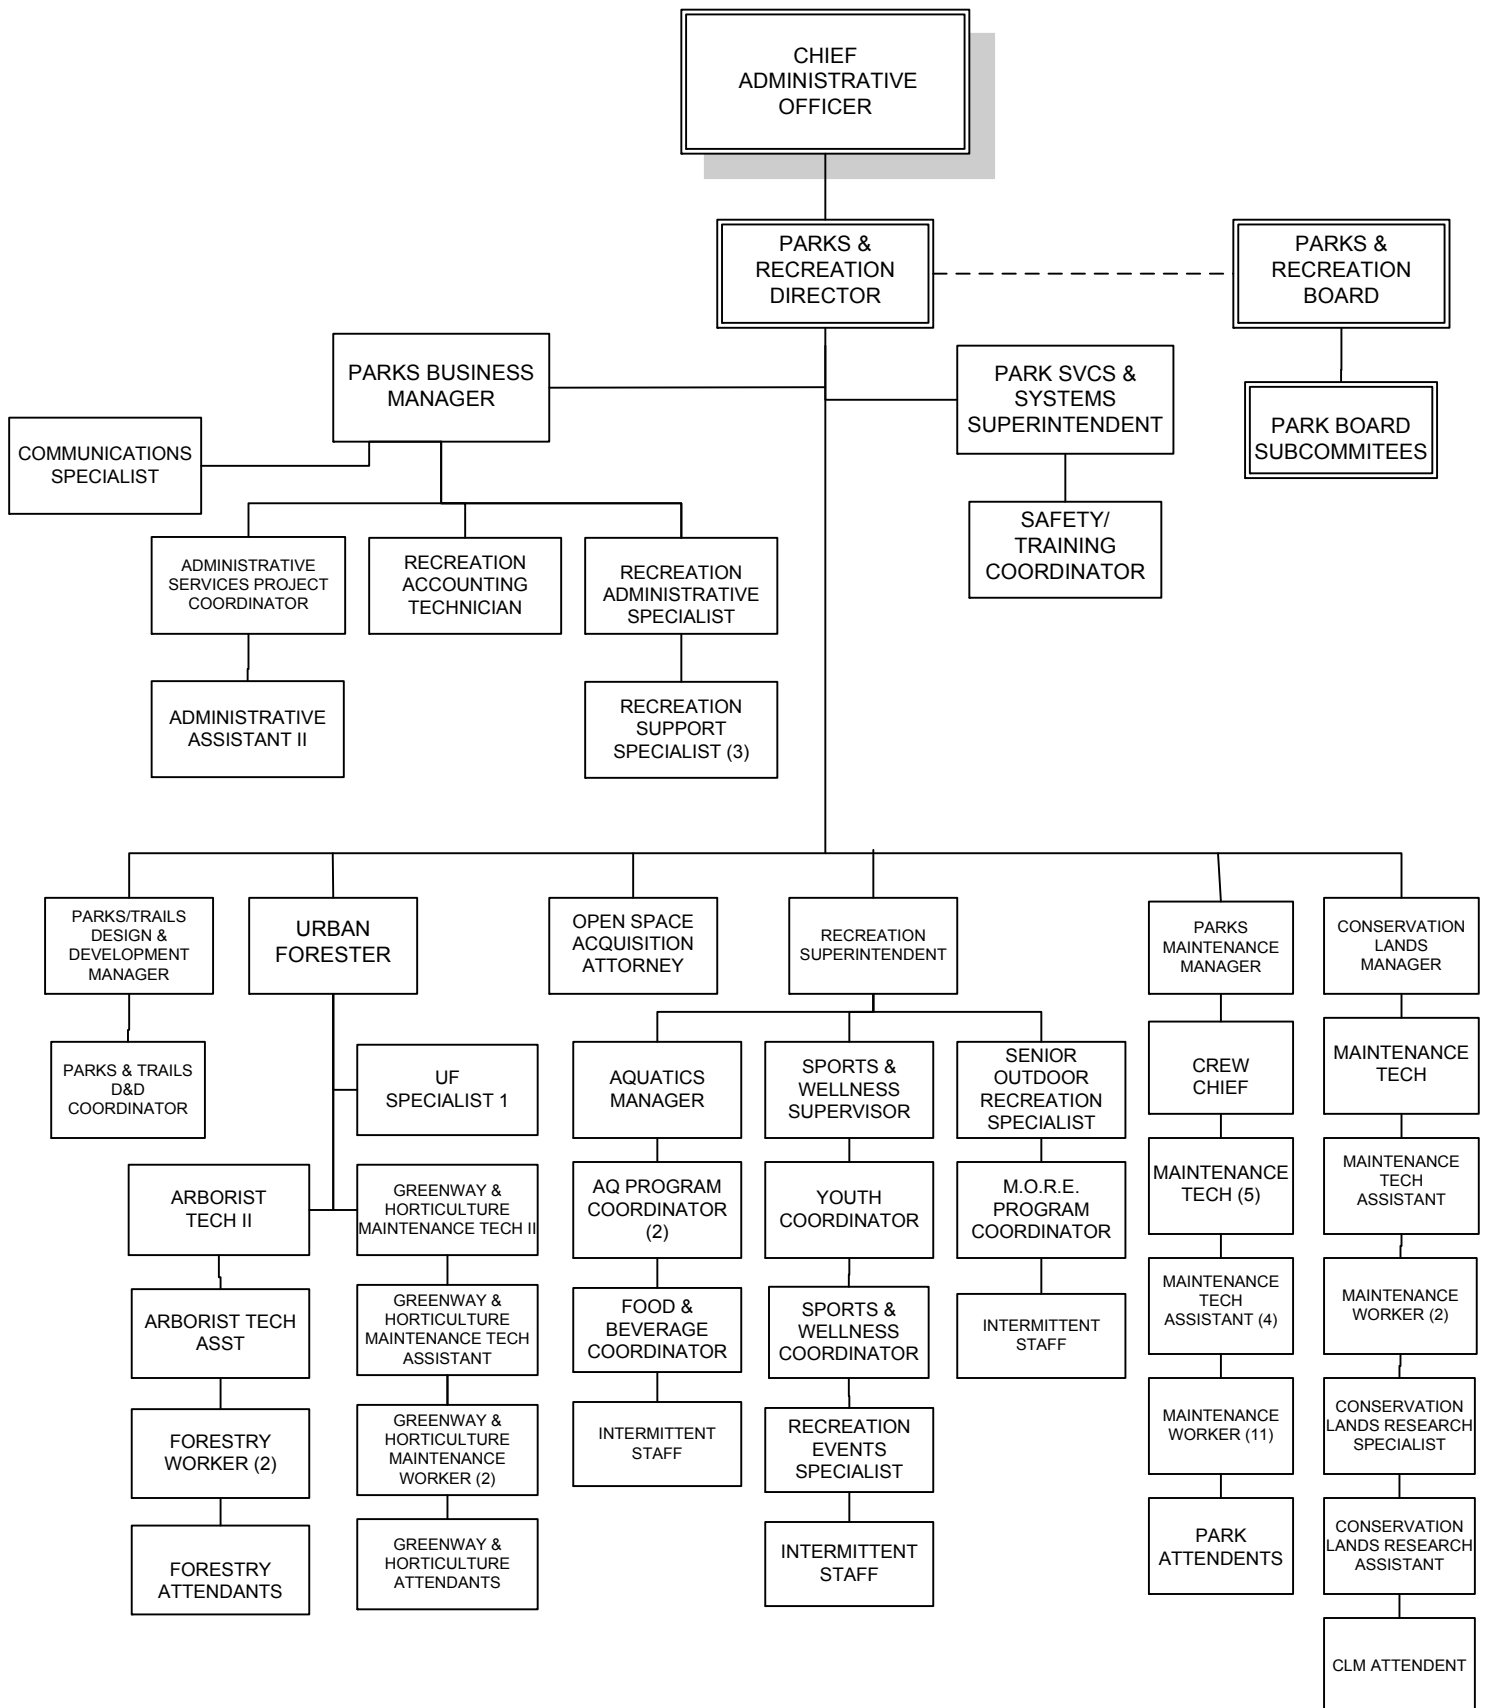 CHIEF
ADMINISTRATIVE
OFFICER
PARKS &
RECREATION
DIRECTOR
PARKS &
RECREATION
BOARD
PARKS BUSINESS
MANAGER
PARK SVCS &
SYSTEMS
SUPERINTENDENT
PARK BOARD
SUBCOMMITEES
COMMUNICATIONS
SPECIALIST
SAFETY/
TRAINING
COORDINATOR
ADMINISTRATIVE
SERVICES PROJECT
COORDINATOR
RECREATION
ACCOUNTING
TECHNICIAN
RECREATION
ADMINISTRATIVE
SPECIALIST
ADMINISTRATIVE
ASSISTANT II
RECREATION
SUPPORT
SPECIALIST (3)
PARKS/TRAILS
DESIGN &
DEVELOPMENT
MANAGER
URBAN
FORESTER
OPEN SPACE
ACQUISITION
ATTORNEY
RECREATION
SUPERINTENDENT
PARKS
MAINTENANCE
MANAGER
CONSERVATION
LANDS
MANAGER
PARKS & TRAILS
D&D
COORDINATOR
UF
SPECIALIST 1
AQUATICS
MANAGER
SPORTS &
WELLNESS
SUPERVISOR
SENIOR
OUTDOOR
RECREATION
SPECIALIST
CREW
CHIEF
MAINTENANCE
TECH
ARBORIST
TECH II
GREENWAY &
HORTICULTURE
MAINTENANCE TECH II
AQ PROGRAM
COORDINATOR
(2)
YOUTH
COORDINATOR
M.O.R.E.
PROGRAM
COORDINATOR
MAINTENANCE
TECH (5)
MAINTENANCE
TECH
ASSISTANT
ARBORIST TECH
ASST
GREENWAY &
HORTICULTURE
MAINTENANCE TECH
ASSISTANT
FOOD &
BEVERAGE
COORDINATOR
SPORTS &
WELLNESS
COORDINATOR
INTERMITTENT
STAFF
MAINTENANCE
TECH
ASSISTANT (4)
MAINTENANCE
WORKER (2)
FORESTRY
WORKER (2)
GREENWAY &
HORTICULTURE
MAINTENANCE
WORKER (2)
INTERMITTENT
STAFF
RECREATION
EVENTS
SPECIALIST
MAINTENANCE
WORKER (11)
CONSERVATION
LANDS RESEARCH
SPECIALIST
FORESTRY
ATTENDANTS
GREENWAY &
HORTICULTURE
ATTENDANTS
INTERMITTENT
STAFF
PARK
ATTENDENTS
CONSERVATION
LANDS RESEARCH
ASSISTANT
CLM ATTENDENT